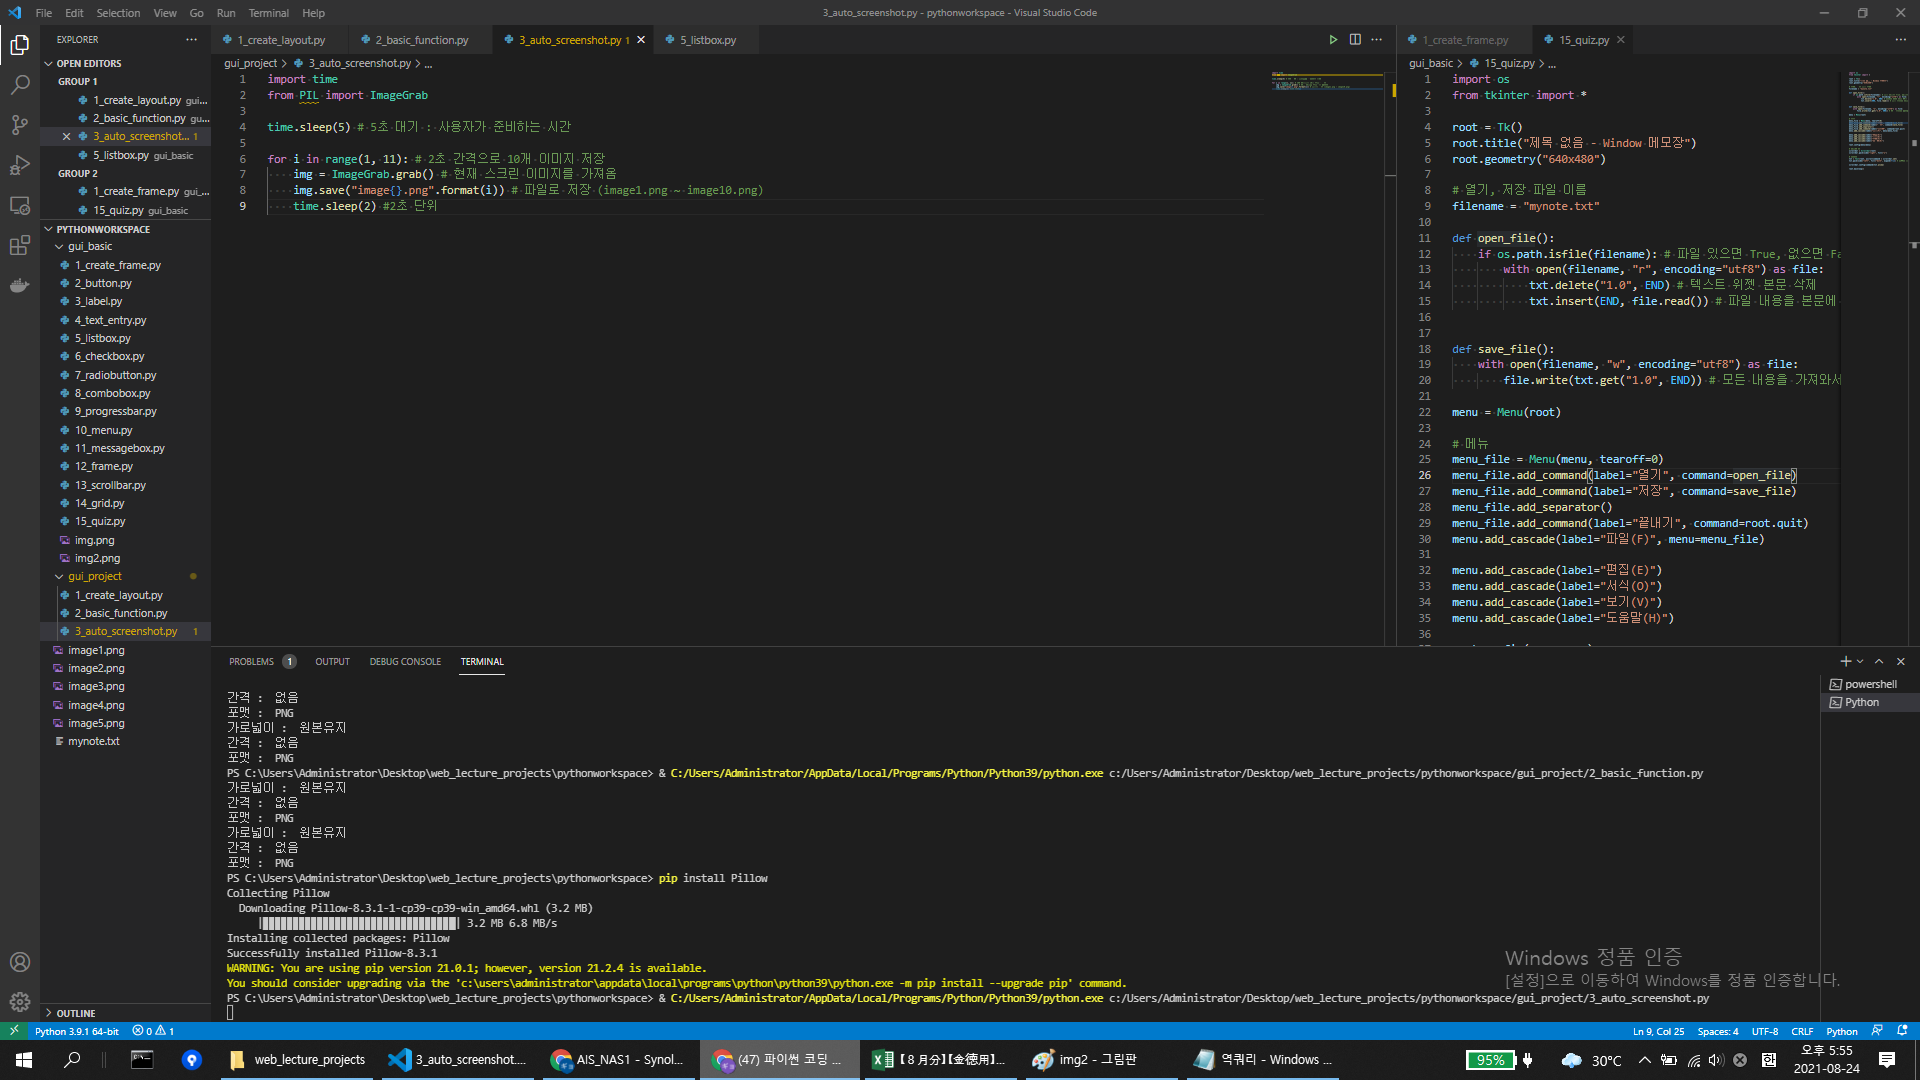 File Edit Selection View Go Run Terminal Help
3_auto_screenshot.py - pythonworkspace - Visual Studio Code
EXPLORER
OPEN EDITORS
GROUP 1
1_create_layout.py gui...
2_basic_function.py gu...
3_auto_screenshot... 1
5_listbox.py gui_basic
GROUP 2
1_create_frame.py gui...
15_quiz.py gui_basic
PYTHONWORKSPACE
gui_basic
1_create_frame.py
2_button.py
3_label.py
4_text_entry.py
5_listbox.py
6_checkbox.py
7_radiobutton.py
8_combobox.py
9_progressbar.py
10_menu.py
11_messagebox.py
12_frame.py
13_scrollbar.py
14_grid.py
15_quiz.py
img.png
img2.png
gui_project
1_create_layout.py
2_basic_function.py
3_auto_screenshot.py 1
image1.png
image2.png
image3.png
image4.png
image5.png
mynote.txt
OUTLINE
1_create_layout.py 2_basic_function.py 3_auto_screenshot.py 1 5_listbox.py
gui_project > 3_auto_screenshot.py > ...
1 import time
2 from PIL import ImageGrab
3
4 time.sleep(5) # 5초 대기 : 사용자가 준비하는 시간
5
6 for i in range(1, 11): # 2초 간격으로 10개 이미지 저장
7 img = ImageGrab.grab() # 현재 스크린 이미지를 가져옴
8 img.save("image{}.png".format(i)) # 파일로 저장 (image1.png ~ image10.png)
9 time.sleep(2) #2초 단위
1_create_frame.py 15_quiz.py
gui_basic > 15_quiz.py > ...
1 import os
2 from tkinter import *
3
4 root = Tk()
5 root.title("제목 없음 - Window 메모장")
6 root.geometry("640x480")
7
8 # 열기, 저장 파일 이름
9 filename = "mynote.txt"
10
11 def open_file():
12 if os.path.isfile(filename): # 파일 있으면 True, 없으면 Fa
13 with open(filename, "r", encoding="utf8") as file:
14 txt.delete("1.0", END) # 텍스트 위젯 본문 삭제
15 txt.insert(END, file.read()) # 파일 내용을 본문에
16
17
18 def save_file():
19 with open(filename, "w", encoding="utf8") as file:
20 file.write(txt.get("1.0", END)) # 모든 내용을 가져와서
21
22 menu = Menu(root)
23
24 # 메뉴
25 menu_file = Menu(menu, tearoff=0)
26 menu_file.add_command(label="열기", command=open_file)
27 menu_file.add_command(label="저장", command=save_file)
28 menu_file.add_separator()
29 menu_file.add_command(label="끝내기", command=root.quit)
30 menu.add_cascade(label="파일(F)", menu=menu_file)
31
32 menu.add_cascade(label="편집(E)")
33 menu.add_cascade(label="서식(O)")
34 menu.add_cascade(label="보기(V)")
35 menu.add_cascade(label="도움말(H)")
36
PROBLEMS 1 OUTPUT DEBUG CONSOLE TERMINAL
간격 : 없음
포맷 : PNG
가로넓이 : 원본유지
간격 : 없음
포맷 : PNG
PS C:\Users\Administrator\Desktop\web_lecture_projects\pythonworkspace> & C:/Users/Administrator/AppData/Local/Programs/Python/Python39/python.exe c:/Users/Administrator/Desktop/web_lecture_projects/pythonworkspace/gui_project/2_basic_function.py
가로넓이 : 원본유지
간격 : 없음
포맷 : PNG
가로넓이 : 원본유지
간격 : 없음
포맷 : PNG
PS C:\Users\Administrator\Desktop\web_lecture_projects\pythonworkspace> pip install Pillow
Collecting Pillow
Downloading Pillow-8.3.1-1-cp39-cp39-win_amd64.whl (3.2 MB)
3.2 MB 6.8 MB/s
Installing collected packages: Pillow
Successfully installed Pillow-8.3.1
WARNING: You are using pip version 21.0.1; however, version 21.2.4 is available.
You should consider upgrading via the 'c:\users\administrator\appdata\local\programs\python\python39\python.exe -m pip install --upgrade pip' command.
PS C:\Users\Administrator\Desktop\web_lecture_projects\pythonworkspace> & C:/Users/Administrator/AppData/Local/Programs/Python/Python39/python.exe c:/Users/Administrator/Desktop/web_lecture_projects/pythonworkspace/gui_project/3_auto_screenshot.py
powershell
Python
Windows 정품 인증
[설정]으로 이동하여 Windows를 정품 인증합니다.
Python 3.9.1 64-bit 0 1
Ln 9, Col 25 Spaces: 4 UTF-8 CRLF Python
web_lecture_projects
3_auto_screenshot....
AIS_NAS1 - Synol...
(47) 파이썬 코딩 ...
【8月分】【金徳用】...
img2 - 그림판
역쿼리 - Windows ...
95%
30°C
오후 5:55
2021-08-24